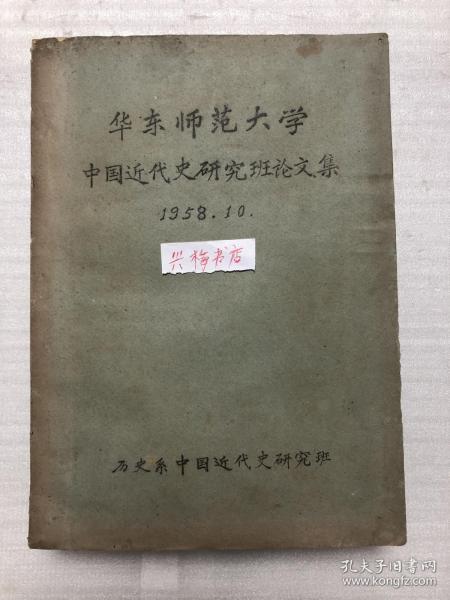 华东师范大学
中国近代史研究班论文集
1958.10.
兴梅书店
历史系中国近代史研究班
孔夫子旧书网
www.kongfz.com